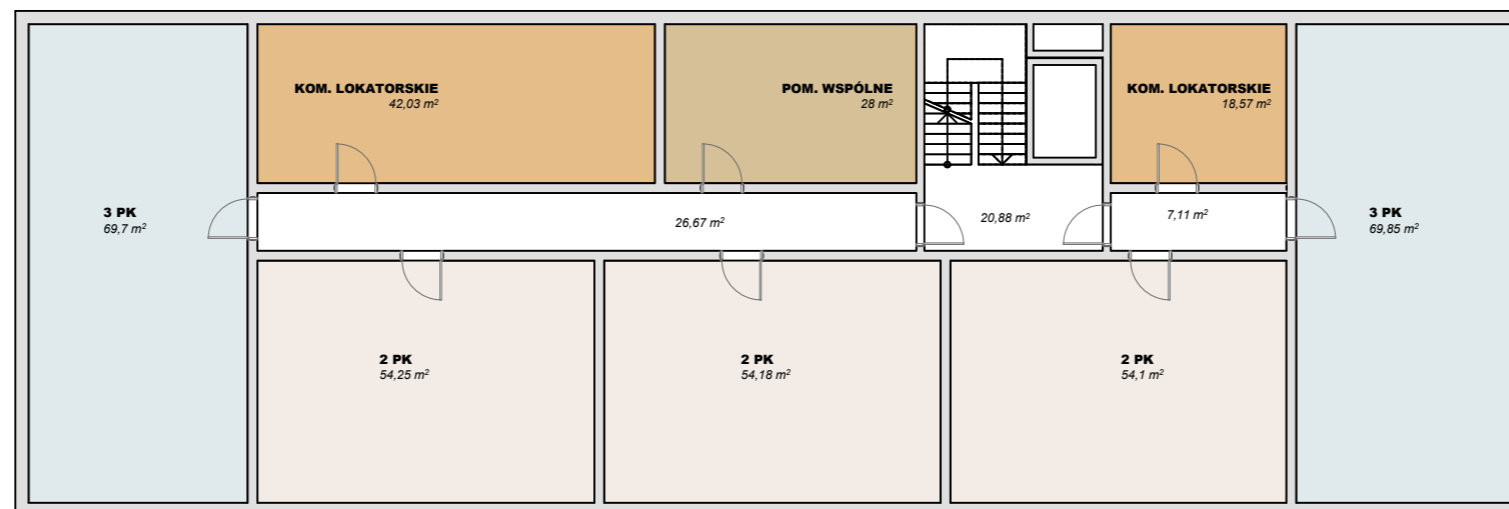 KOM. LOKATORSKIE
42,03 m²
POM. WSPÓLNE
28 m²
KOM. LOKATORSKIE
18,57 m²
3 PK
69,7 m²
26,67 m²
20,88 m²
7,11 m²
3 PK
69,85 m²
2 PK
54,25 m²
2 PK
54,18 m²
2 PK
54,1 m²